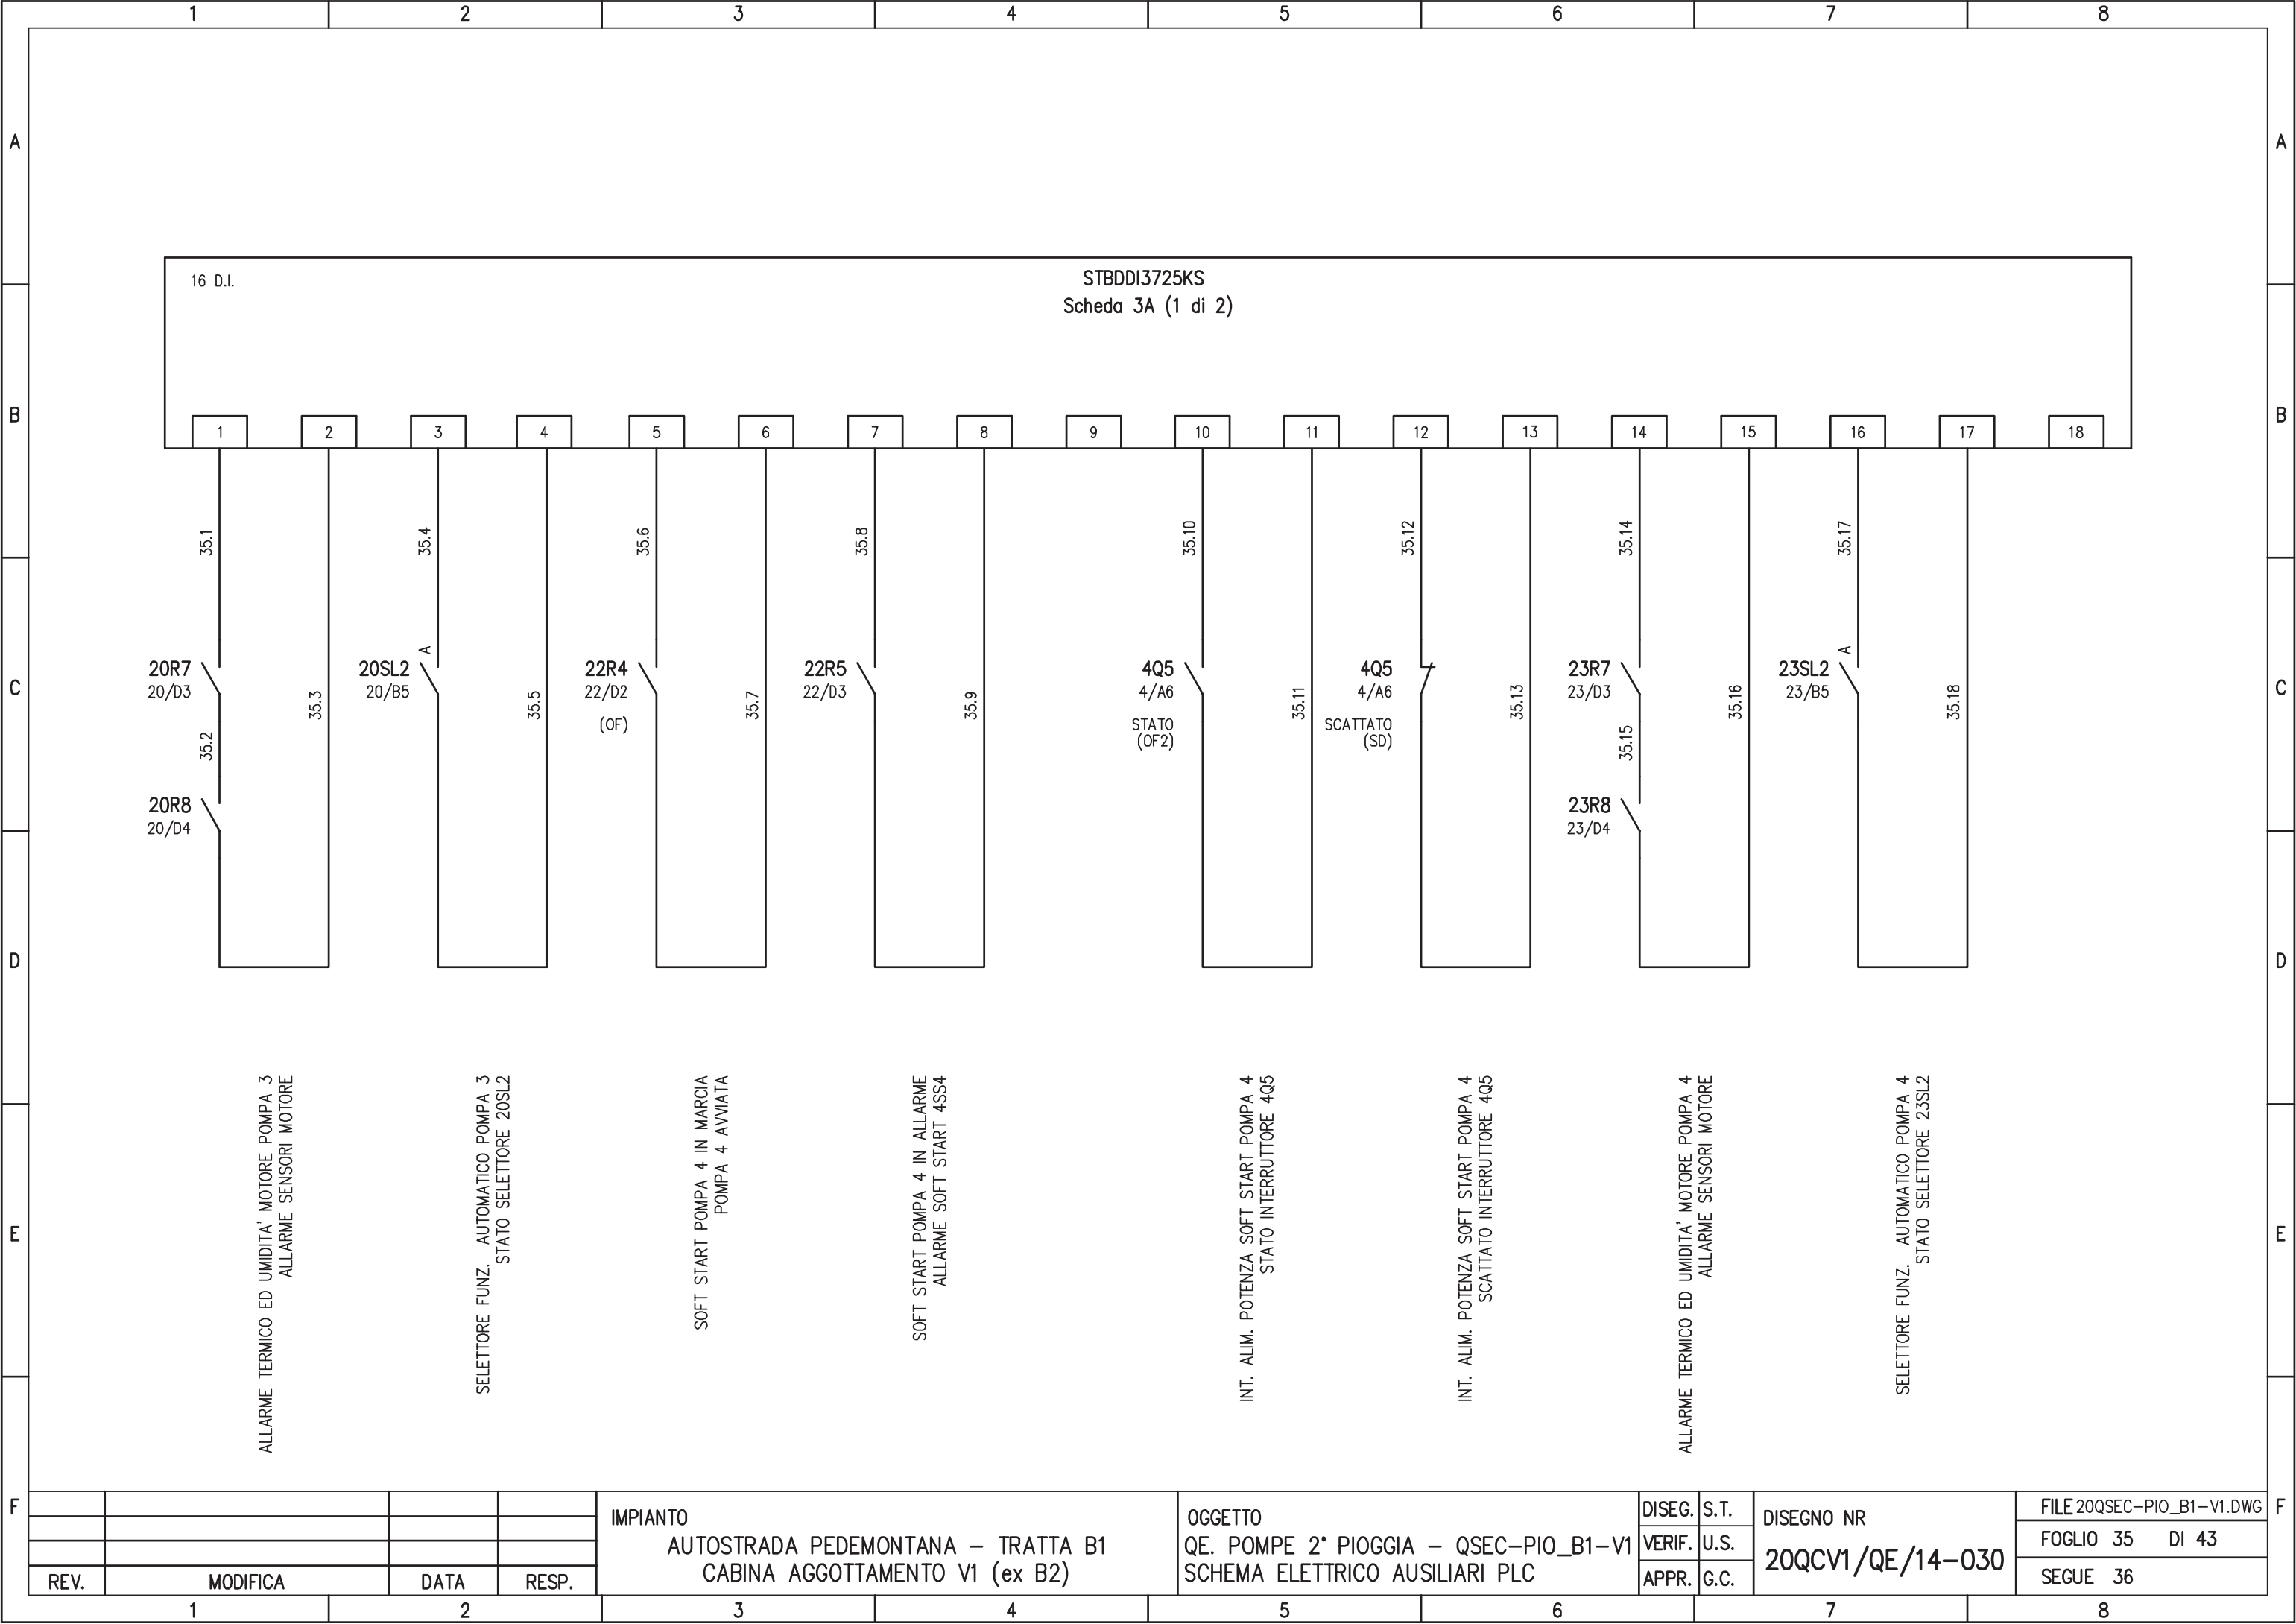 1 2 3 4 5 6 7 8
A A
16 D.I.
STBDDI3725KS
Scheda 3A (1 di 2)
B B
1 2 3 4 5 6 7 8 9 10 11 12 13 14 15 16 17 18
35.1 35.4 35.6 35.8 35.10 35.12 35.14 35.17
A A
20R7 20SL2 22R4 22R5 4Q5 4Q5 23R7 23SL2
C C
20/D3 20/B5 22/D2 22/D3 4/A6 4/A6 23/D3 23/B5
35.3 35.5 35.7 35.9 35.11 35.13 35.16 35.18
(OF) STATO SCATTATO
(OF2) (SD)
35.2 35.15
20R8 23R8
20/D4 23/D4
D D
ALLARME TERMICO ED UMIDITA' MOTORE POMPA 3
ALLARME SENSORI MOTORE
SELETTORE FUNZ. AUTOMATICO POMPA 3
STATO SELETTORE 20SL2
SOFT START POMPA 4 IN MARCIA
POMPA 4 AVVIATA
SOFT START POMPA 4 IN ALLARME
ALLARME SOFT START 4SS4
INT. ALIM. POTENZA SOFT START POMPA 4
STATO INTERRUTTORE 4Q5
INT. ALIM. POTENZA SOFT START POMPA 4
SCATTATO INTERRUTTORE 4Q5
ALLARME TERMICO ED UMIDITA' MOTORE POMPA 4
ALLARME SENSORI MOTORE
SELETTORE FUNZ. AUTOMATICO POMPA 4
STATO SELETTORE 23SL2
E E
F F
REV. MODIFICA DATA RESP.
IMPIANTO
AUTOSTRADA PEDEMONTANA – TRATTA B1
CABINA AGGOTTAMENTO V1 (ex B2)
OGGETTO
QE. POMPE 2° PIOGGIA – QSEC–PIO_B1–V1
SCHEMA ELETTRICO AUSILIARI PLC
DISEG. S.T.
VERIF. U.S.
APPR. G.C.
DISEGNO NR
20QCV1/QE/14-030
FILE 20QSEC–PIO_B1–V1.DWG
FOGLIO 35 DI 43
SEGUE 36
1 2 3 4 5 6 7 8